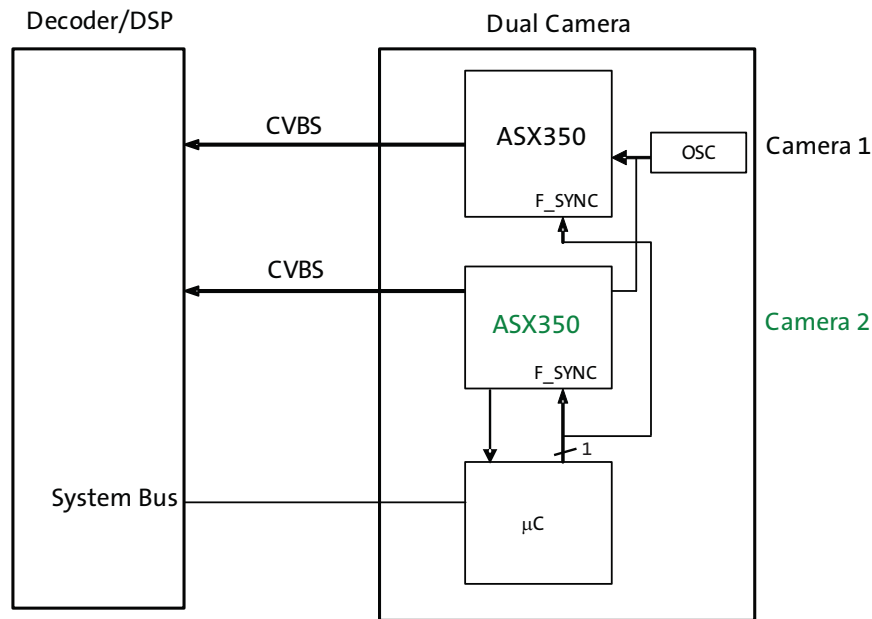 Decoder/DSP
Dual Camera
CVBS
ASX350
OSC
Camera 1
F_SYNC
CVBS
ASX350
Camera 2
F_SYNC
1
System Bus
μC